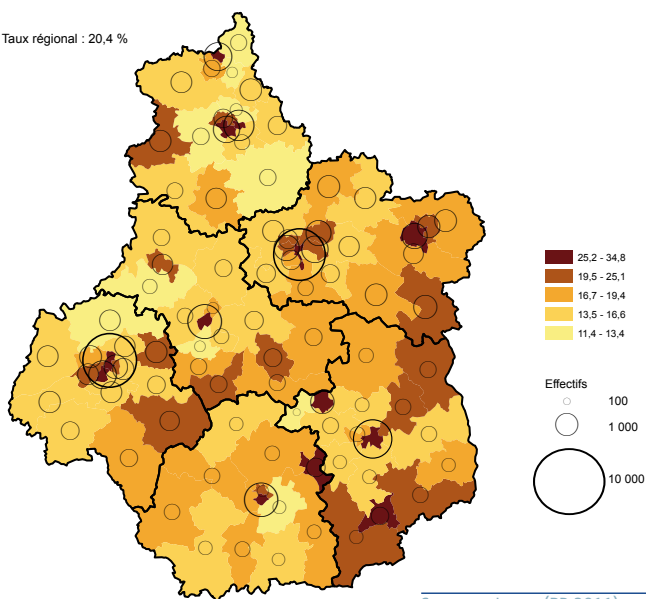 Taux régional : 20,4 %
25,2 - 34,8
19,5 - 25,1
16,7 - 19,4
13,5 - 16,6
11,4 - 13,4
Effectifs
100
1 000
10 000